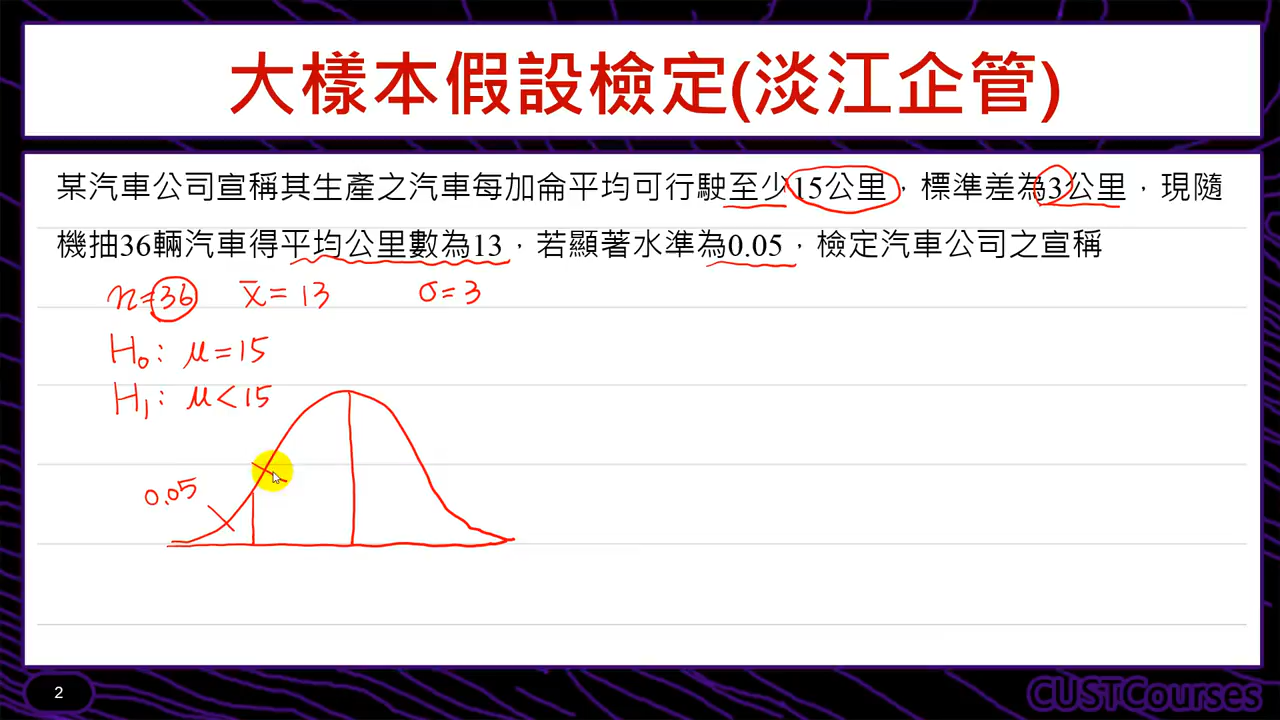 大樣本假設檢定(淡江企管)
某汽車公司宣稱其生產之汽車每加侖平均可行駛至少15公里，標準差為3公里，現隨
機抽36輛汽車得平均公里數為13，若顯著水準為0.05，檢定汽車公司之宣稱
n=36 x̄=13 σ=3
H₀: μ=15
H₁: μ<15
0.05
2
CUSTCourses